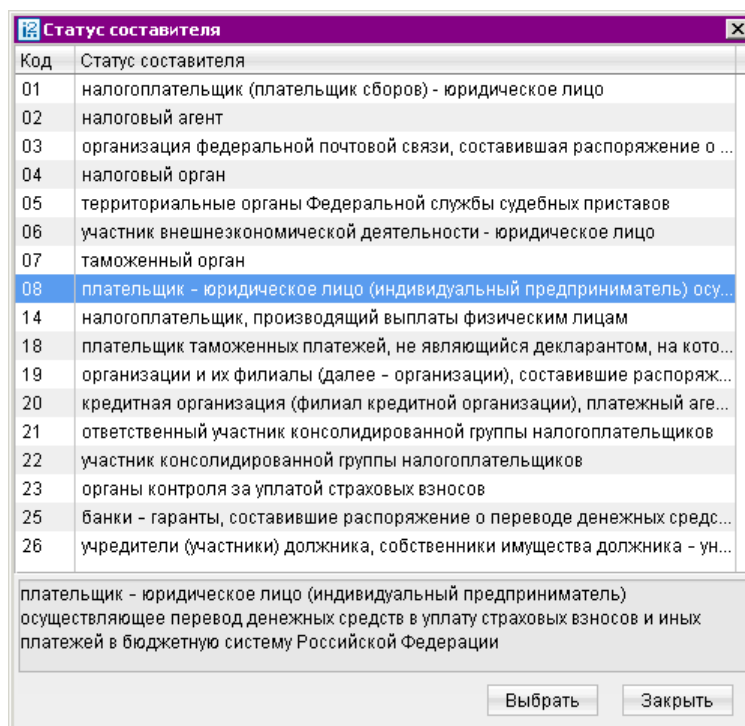 Статус составителя
Код Статус составителя
01 налогоплательщик (плательщик сборов) - юридическое лицо
02 налоговый агент
03 организация федеральной почтовой связи, составившая распоряжение о ...
04 налоговый орган
05 территориальные органы Федеральной службы судебных приставов
06 участник внешнеэкономической деятельности - юридическое лицо
07 таможенный орган
08 плательщик – юридическое лицо (индивидуальный предприниматель) осу...
14 налогоплательщик, производящий выплаты физическим лицам
18 плательщик таможенных платежей, не являющийся декларантом, на кото...
19 организации и их филиалы (далее – организации), составившие распоряж...
20 кредитная организация (филиал кредитной организации), платежный аге...
21 ответственный участник консолидированной группы налогоплательщиков
22 участник консолидированной группы налогоплательщиков
23 органы контроля за уплатой страховых взносов
25 банки – гаранты, составившие распоряжение о переводе денежных средс...
26 учредители (участники) должника, собственники имущества должника – ун...
плательщик – юридическое лицо (индивидуальный предприниматель)
осуществляющее перевод денежных средств в уплату страховых взносов и иных
платежей в бюджетную систему Российской Федерации
Выбрать Закрыть